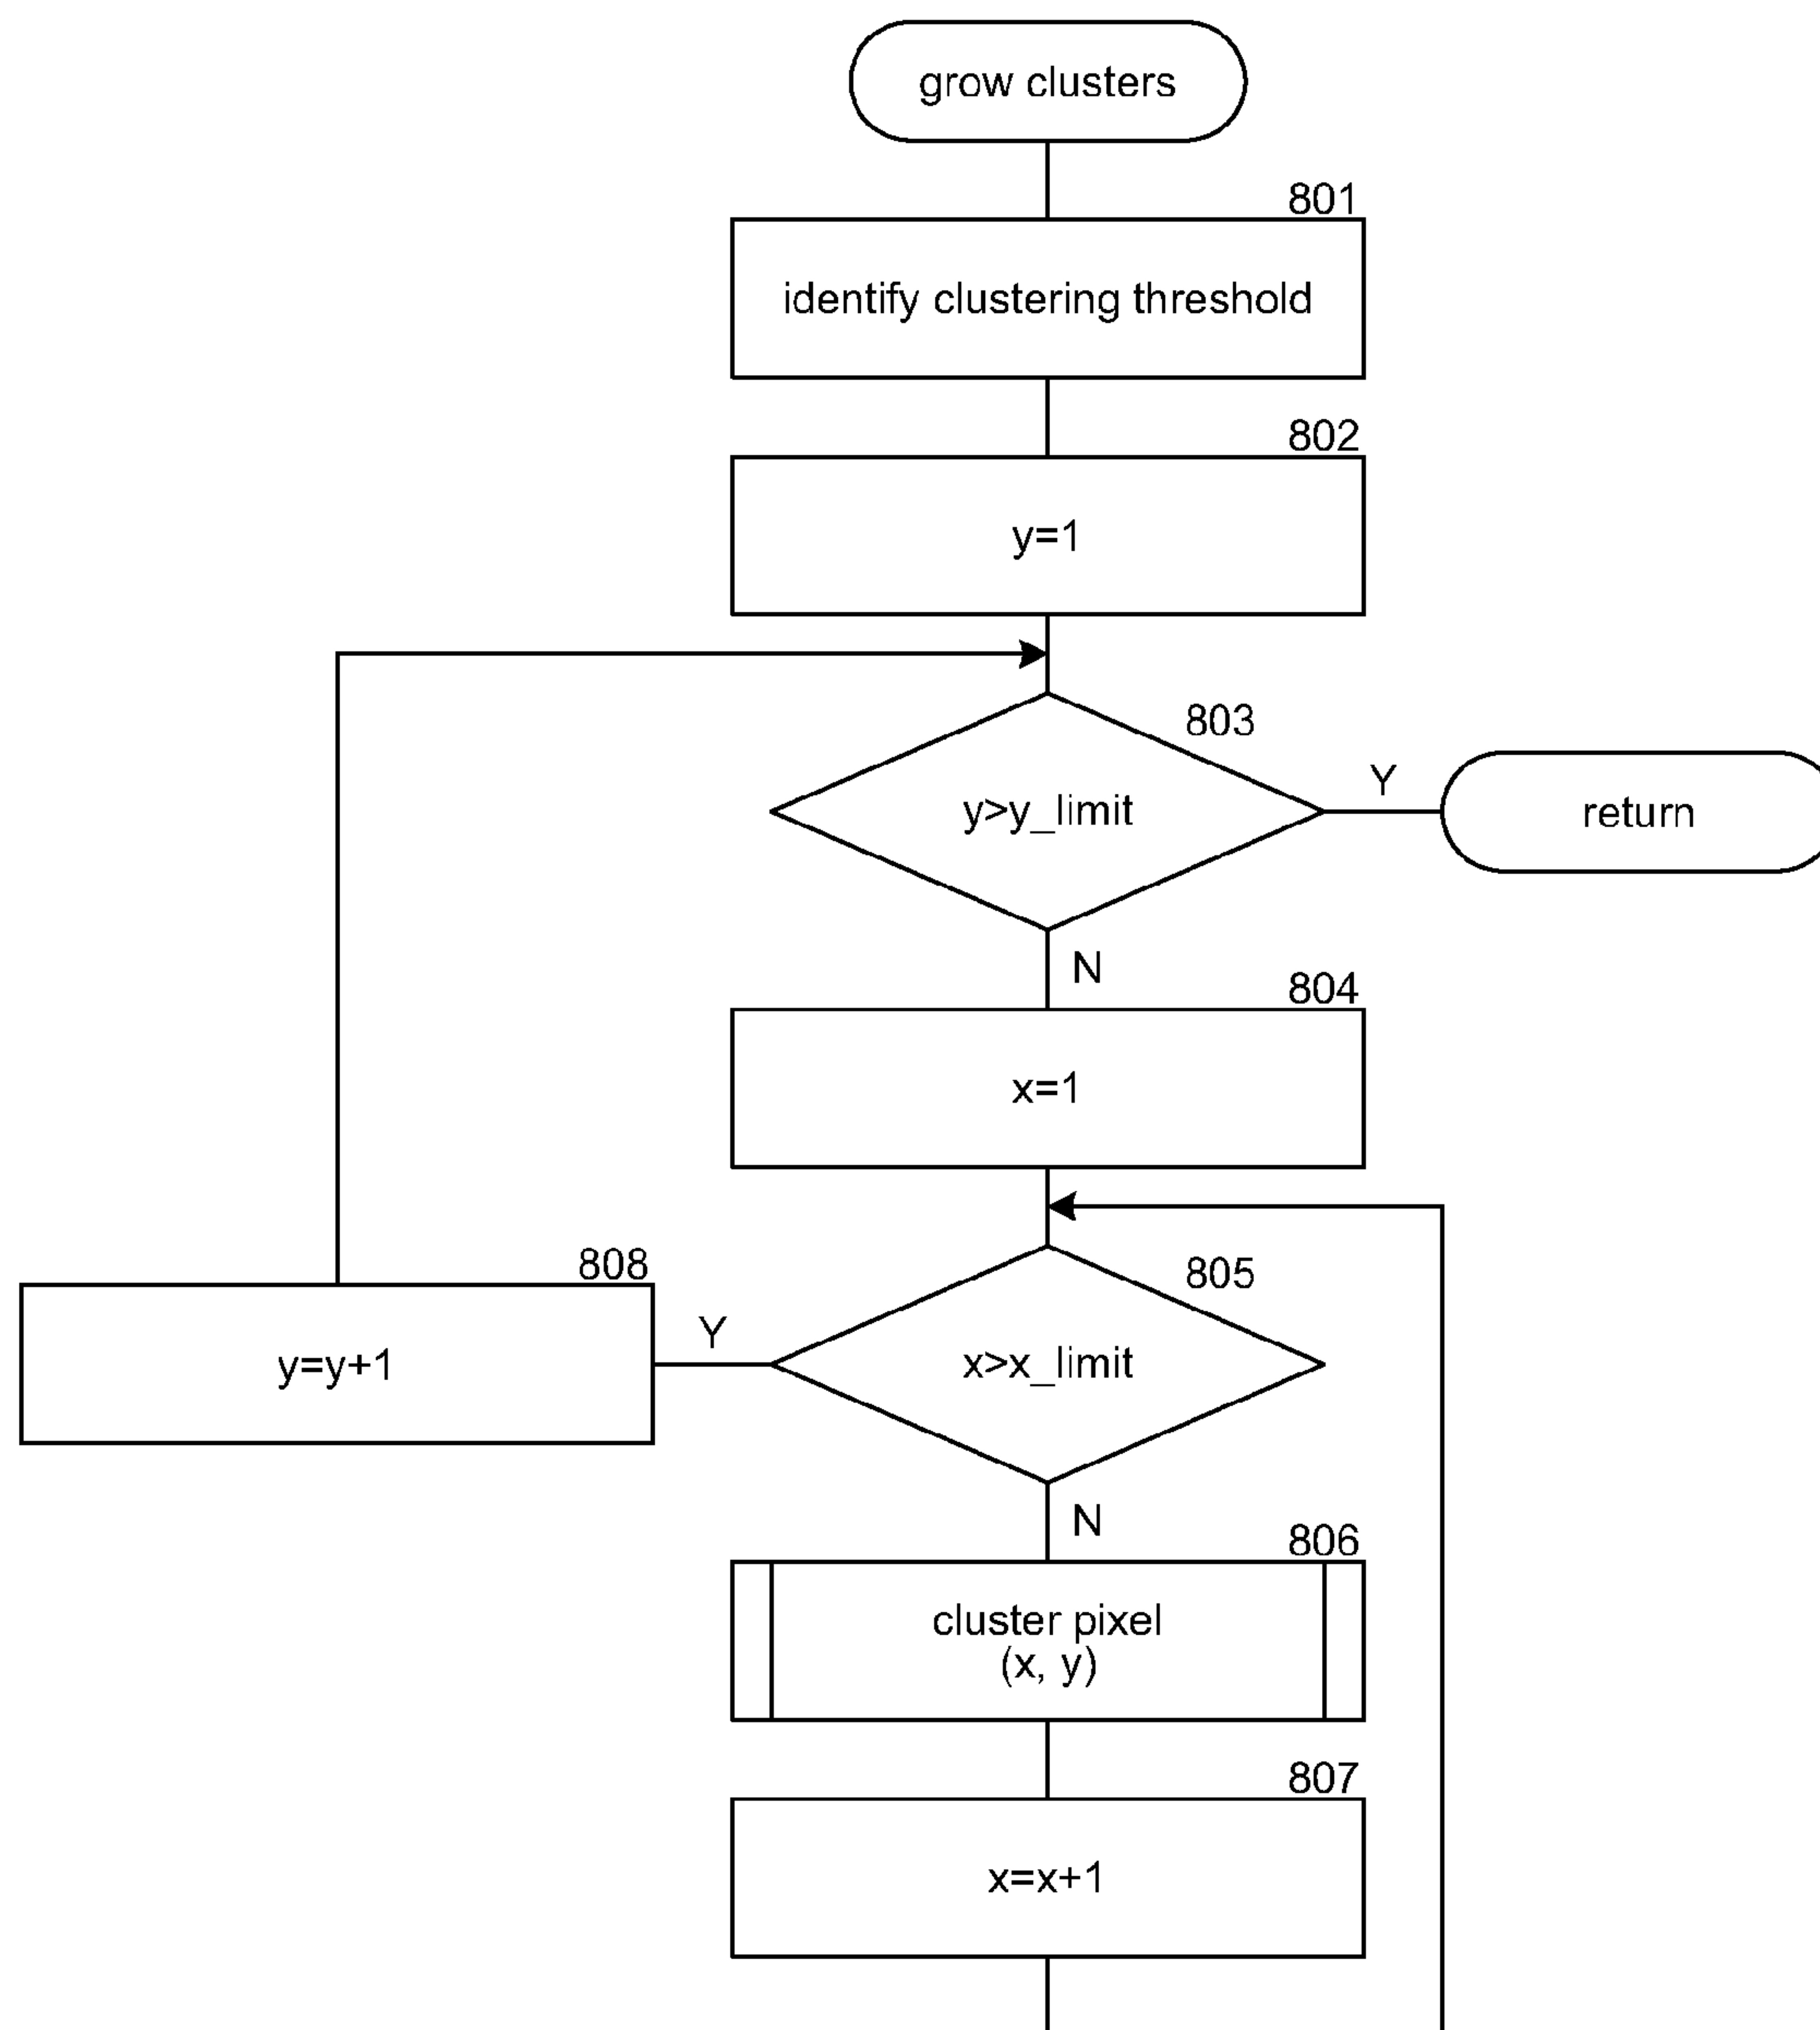 grow clusters
801
identify clustering threshold
802
y=1
803
y>y_limit
Y
return
N
804
x=1
808
805
Y
y=y+1
x>x_limit
N
806
cluster pixel
(x, y)
807
x=x+1